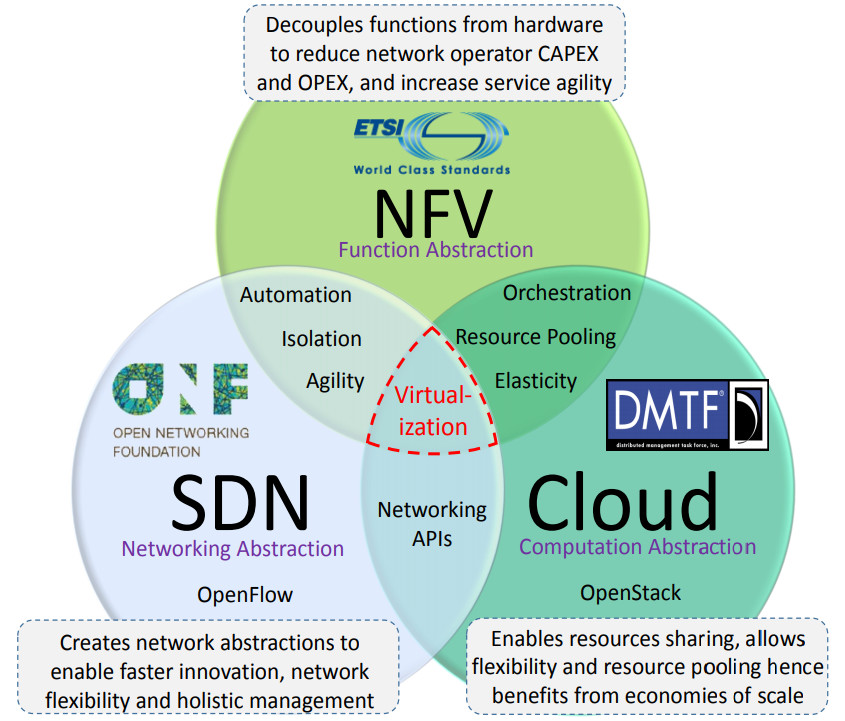 Decouples functions from hardware
to reduce network operator CAPEX
and OPEX, and increase service agility
ETSI
World Class Standards
NFV
Function Abstraction
Automation
Orchestration
Isolation
Resource Pooling
Agility
Elasticity
Virtual-
ization
ONF
OPEN NETWORKING
FOUNDATION
DMTF®
distributed management task force, inc.
SDN
Networking Abstraction
OpenFlow
Networking
APIs
Cloud
Computation Abstraction
OpenStack
Creates network abstractions to
enable faster innovation, network
flexibility and holistic management
Enables resources sharing, allows
flexibility and resource pooling hence
benefits from economies of scale